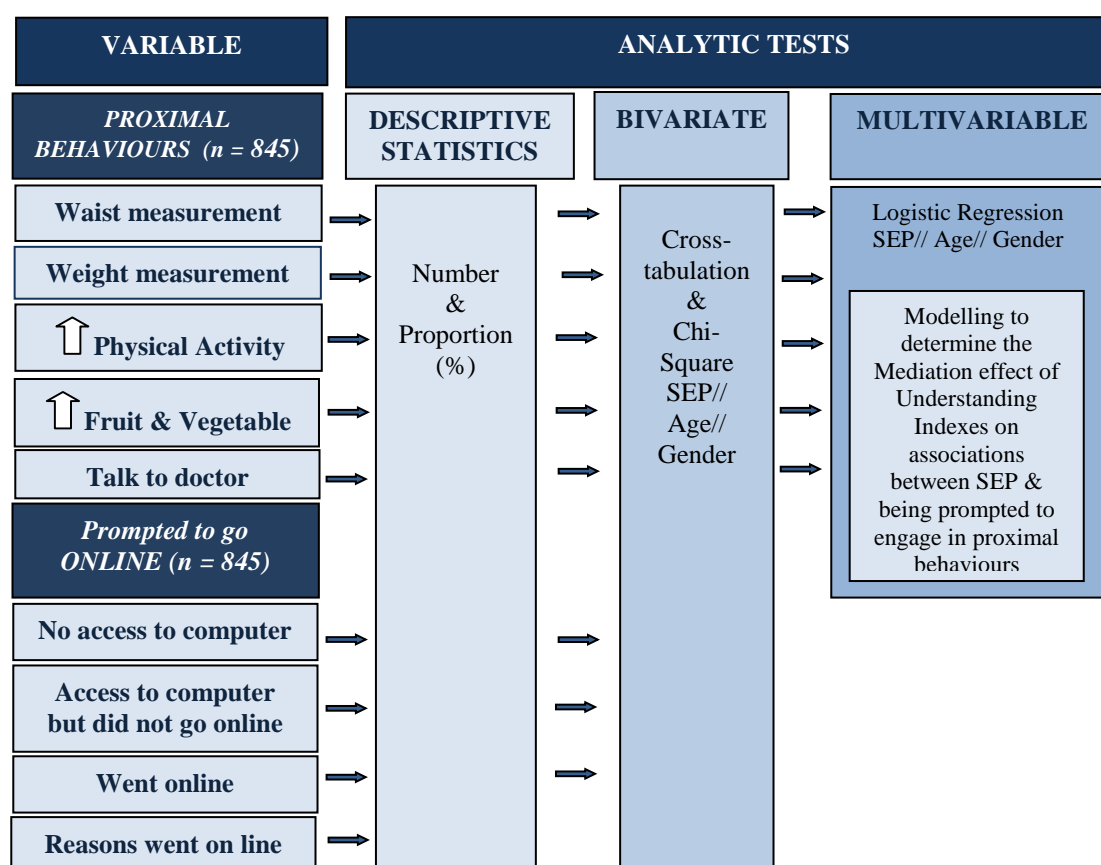 VARIABLE
ANALYTIC TESTS
PROXIMAL
BEHAVIOURS (n = 845)
DESCRIPTIVE
STATISTICS
BIVARIATE
MULTIVARIABLE
Waist measurement
Weight measurement
Physical Activity
Fruit & Vegetable
Talk to doctor
Prompted to go
ONLINE (n = 845)
No access to computer
Access to computer
but did not go online
Went online
Reasons went on line
Number
&
Proportion
(%)
Cross-
tabulation
&
Chi-
Square
SEP//
Age//
Gender
Logistic Regression
SEP// Age// Gender
Modelling to
determine the
Mediation effect of
Understanding
Indexes on
associations
between SEP &
being prompted to
engage in proximal
behaviours